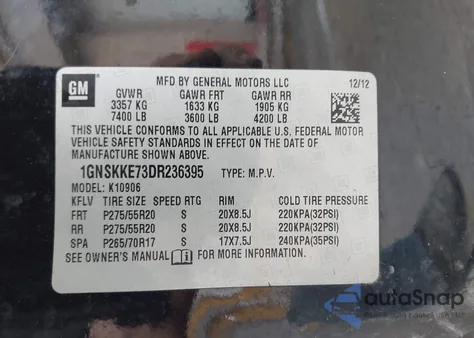 GM
MFD BY GENERAL MOTORS LLC 12/12
GVWR GAWR FRT GAWR RR
3357 KG 1633 KG 1905 KG
7400 LB 3600 LB 4200 LB
THIS VEHICLE CONFORMS TO ALL APPLICABLE U.S. FEDERAL MOTOR
VEHICLE SAFETY AND THEFT PREVENTION STANDARDS IN EFFECT ON THE
DATE OF MANUFACTURE SHOWN ABOVE.
1GNSKKE73DR236395 TYPE: M.P.V.
MODEL: K10906
KFLV TIRE SIZE SPEED RTG RIM COLD TIRE PRESSURE
FRT P275/55R20 S 20X8.5J 220KPA(32PSI)
RR P275/55R20 S 20X8.5J 220KPA(32PSI)
SPA P265/70R17 S 17X7.5J 240KPA(35PSI)
SEE OWNER'S MANUAL FOR MORE INFORMATION.
autoSnap